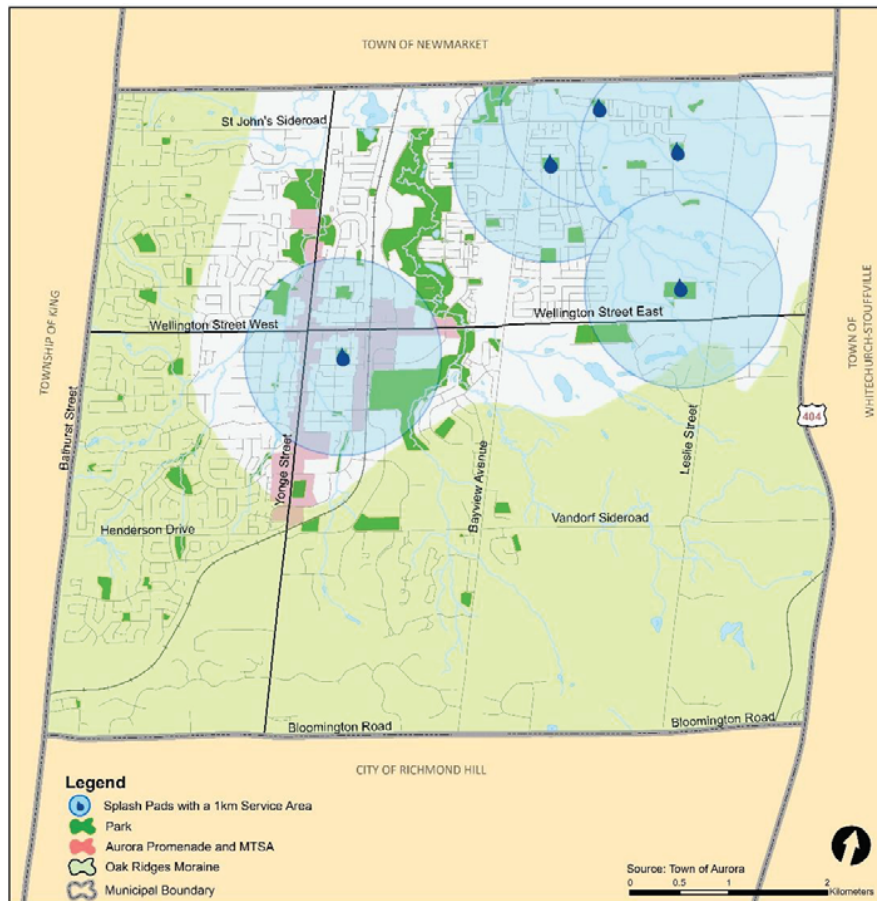 TOWN OF NEWMARKET
St John's Sideroad
TOWNSHIP OF KING
Wellington Street West
Wellington Street East
TOWN OF
WHITECHURCH-STOUFFVILLE
404
Bathurst Street
Yonge Street
Bayview Avenue
Leslie Street
Henderson Drive
Vandorf Sideroad
Bloomington Road
Bloomington Road
CITY OF RICHMOND HILL
Legend
Splash Pads with a 1km Service Area
Park
Aurora Promenade and MTSA
Oak Ridges Moraine
Municipal Boundary
Source: Town of Aurora
0 0.5 1 2
Kilometers